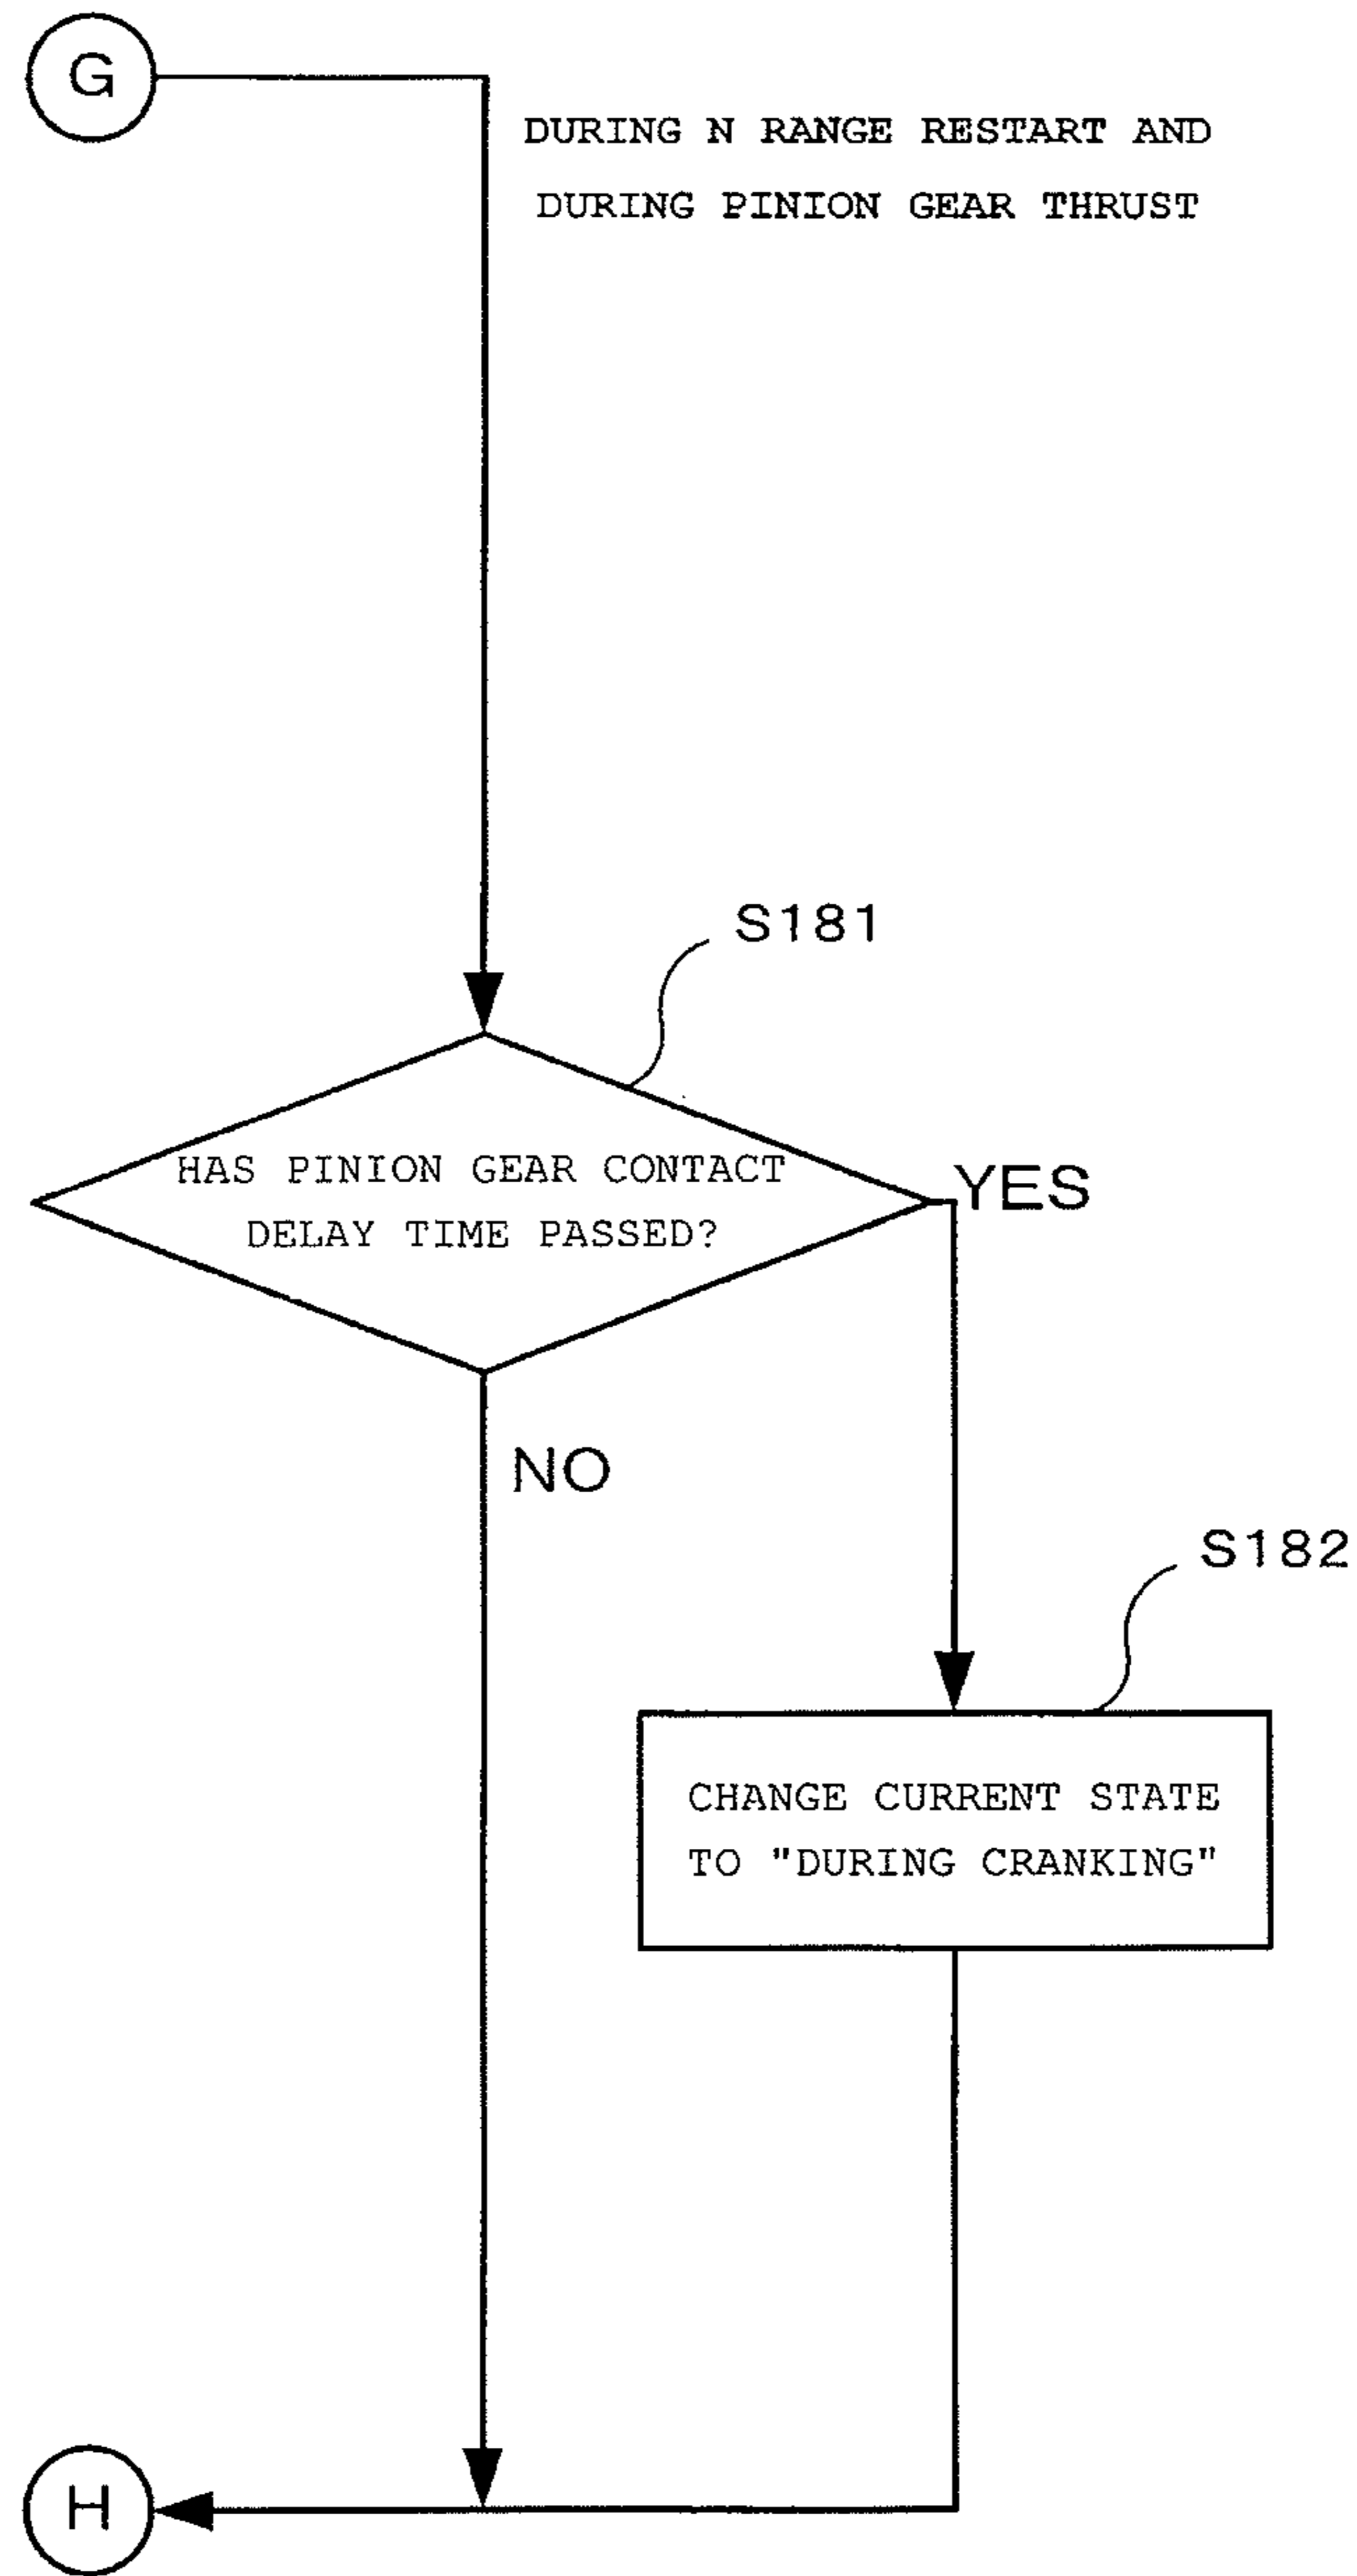 G
DURING N RANGE RESTART AND
DURING PINION GEAR THRUST
S181
HAS PINION GEAR CONTACT
DELAY TIME PASSED?
YES
NO
S182
CHANGE CURRENT STATE
TO "DURING CRANKING"
H